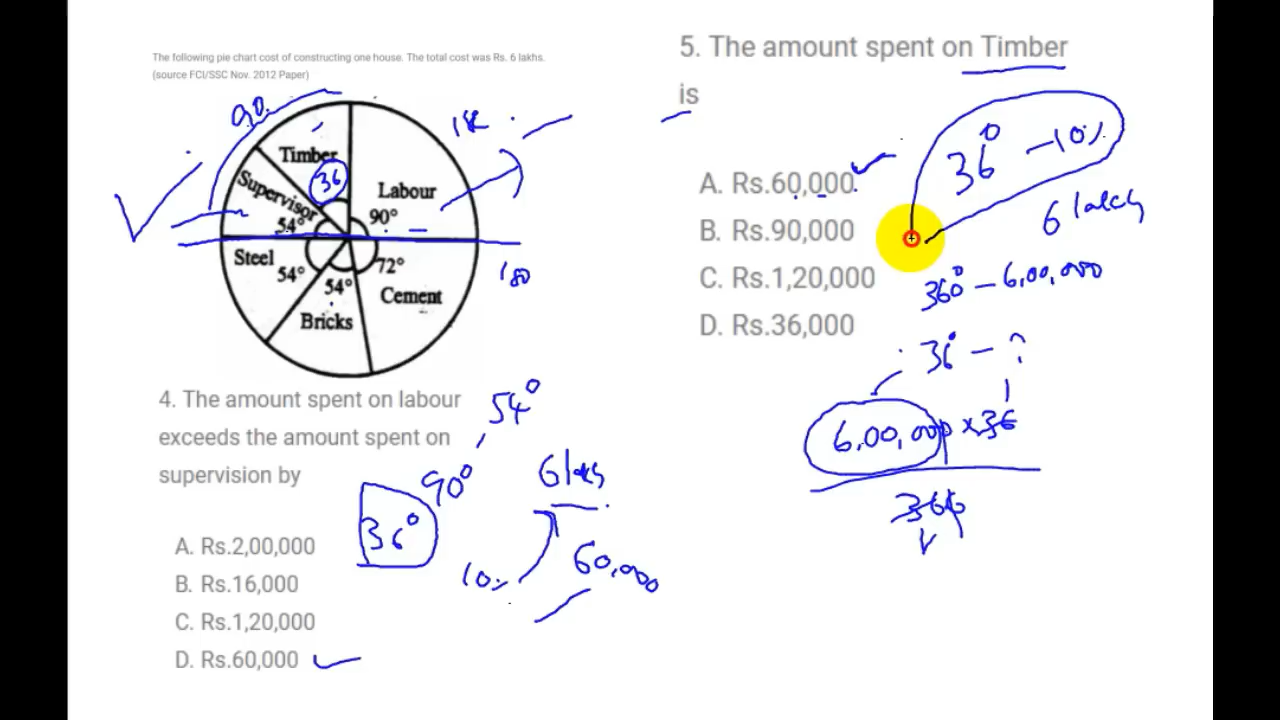 The following pie chart cost of constructing one house. The total cost was Rs. 6 lakhs.
(source FCI/SSC Nov. 2012 Paper)
90
Timber
36
Supervisor
54°
Labour
90°
Steel
54°
54°
Bricks
72°
Cement
180
4. The amount spent on labour
exceeds the amount spent on
supervision by
A. Rs.2,00,000
B. Rs.16,000
C. Rs.1,20,000
D. Rs.60,000
54°
90°
36°
6 lakhs
10%
60,000
5. The amount spent on Timber
is
A. Rs.60,000
B. Rs.90,000
C. Rs.1,20,000
D. Rs.36,000
36° - 10%
6 lakhs
360° - 6,00,000
36° - ?
6,00,000 x 36
360